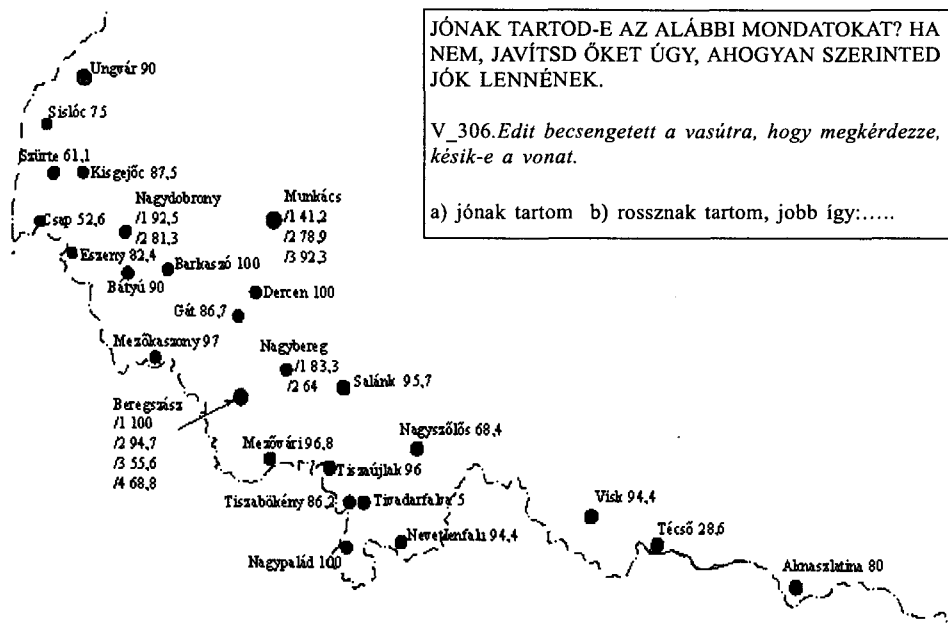 JÓNAK TARTOD-E AZ ALÁBBI MONDATOKAT? HA
NEM, JAVÍTSD ŐKET ÚGY, AHOGYAN SZERINTED
JÓK LENNÉNEK.
V_306.Edit becsengetett a vasútra, hogy megkérdezze,
késik-e a vonat.
a) jónak tartom b) rossznak tartom, jobb így:.....
Ungvár 90
Sislóc 75
Szürte 61,1
Kisgejőc 87,5
Nagydobrony
/1 92,5
/2 81,3
Munkács
/1 41,2
/2 78,9
/3 92,3
Csap 52,6
Eszeny 82,4
Barkaszó 100
Bátyú 90
Dercen 100
Gát 86,7
Mezőkaszony 97
Nagybereg
/1 83,3
/2 64
Salánk 95,7
Beregszász
/1 100
/2 94,7
/3 55,6
/4 68,8
Nagyszőlős 68,4
Mezővári 96,8
Tiszaújlak 96
Tiszabökény 86,2
Tivadarfalva 5
Visk 94,4
Técső 28,6
Nevetlenfalu 94,4
Nagypalád 100
Aknaszlatina 80